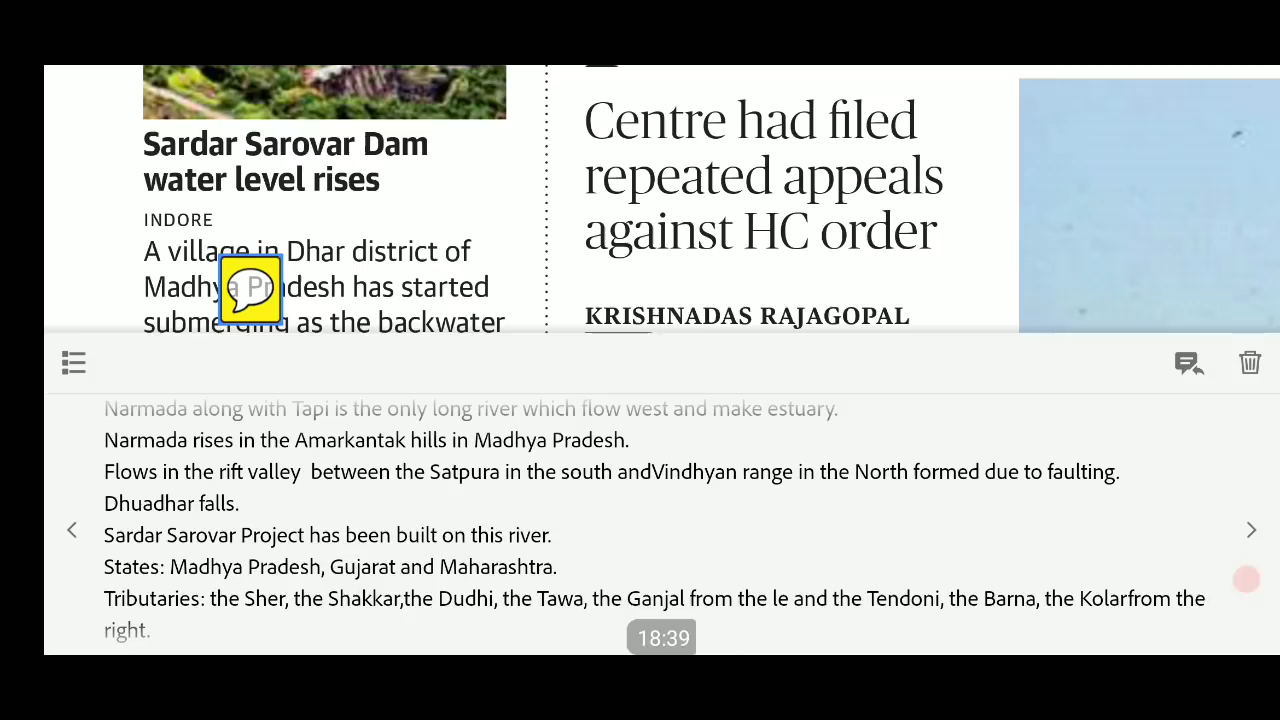 Sardar Sarovar Dam
water level rises
INDORE
A village in Dhar district of
Madhya Pradesh has started
submerging as the backwater
Centre had filed
repeated appeals
against HC order
KRISHNADAS RAJAGOPAL
Narmada along with Tapi is the only long river which flow west and make estuary.
Narmada rises in the Amarkantak hills in Madhya Pradesh.
Flows in the rift valley  between the Satpura in the south andVindhyan range in the North formed due to faulting.
Dhuadhar falls.
Sardar Sarovar Project has been built on this river.
States: Madhya Pradesh, Gujarat and Maharashtra.
Tributaries: the Sher, the Shakkar,the Dudhi, the Tawa, the Ganjal from the le and the Tendoni, the Barna, the Kolarfrom the
right.
18:39